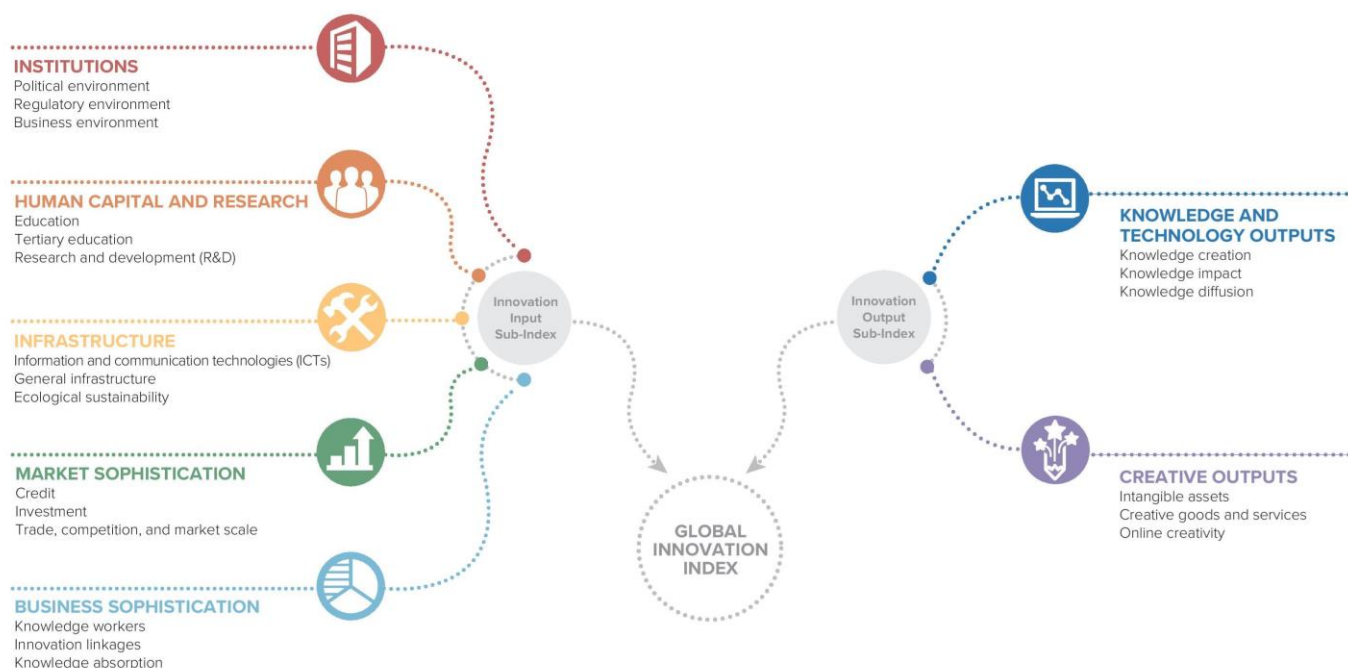 INSTITUTIONS
Political environment
Regulatory environment
Business environment
HUMAN CAPITAL AND RESEARCH
Education
Tertiary education
Research and development (R&D)
INFRASTRUCTURE
Information and communication technologies (ICTs)
General infrastructure
Ecological sustainability
MARKET SOPHISTICATION
Credit
Investment
Trade, competition, and market scale
BUSINESS SOPHISTICATION
Knowledge workers
Innovation linkages
Knowledge absorption
Innovation
Input
Sub-Index
GLOBAL
INNOVATION
INDEX
Innovation
Output
Sub-Index
KNOWLEDGE AND
TECHNOLOGY OUTPUTS
Knowledge creation
Knowledge impact
Knowledge diffusion
CREATIVE OUTPUTS
Intangible assets
Creative goods and services
Online creativity